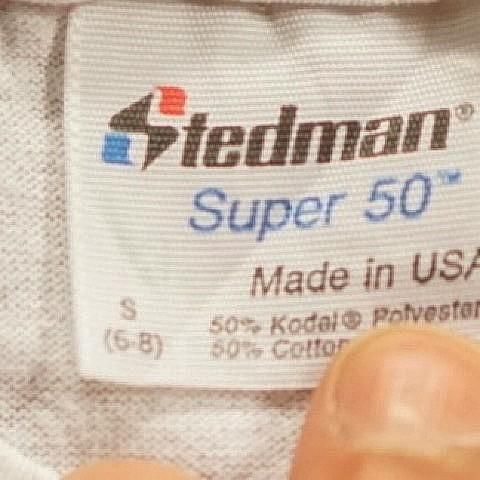 Stedman®
Super 50™
Made in USA
S
(6-8)
50% Kodel® Polyester
50% Cotton